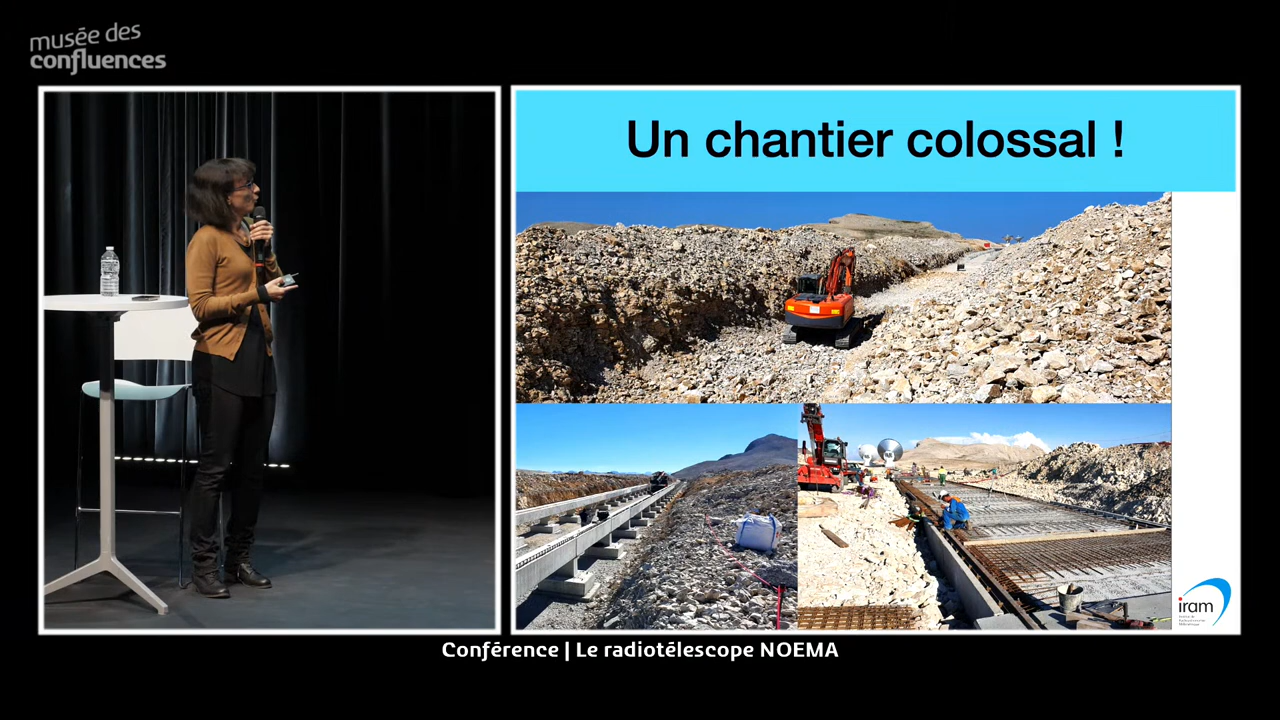 musée des
confluences
Un chantier colossal !
iram
Conférence | Le radiotélescope NOEMA